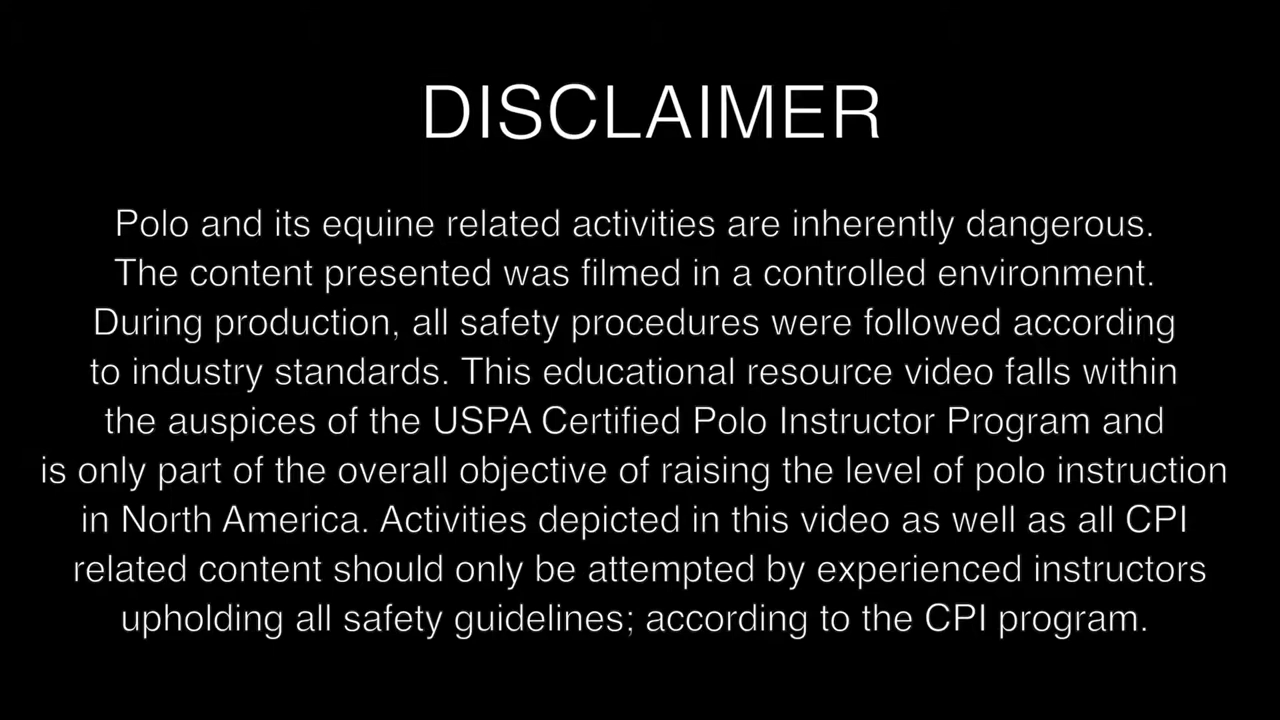 DISCLAIMER
Polo and its equine related activities are inherently dangerous.
The content presented was filmed in a controlled environment.
During production, all safety procedures were followed according
to industry standards. This educational resource video falls within
the auspices of the USPA Certified Polo Instructor Program and
is only part of the overall objective of raising the level of polo instruction
in North America. Activities depicted in this video as well as all CPI
related content should only be attempted by experienced instructors
upholding all safety guidelines; according to the CPI program.